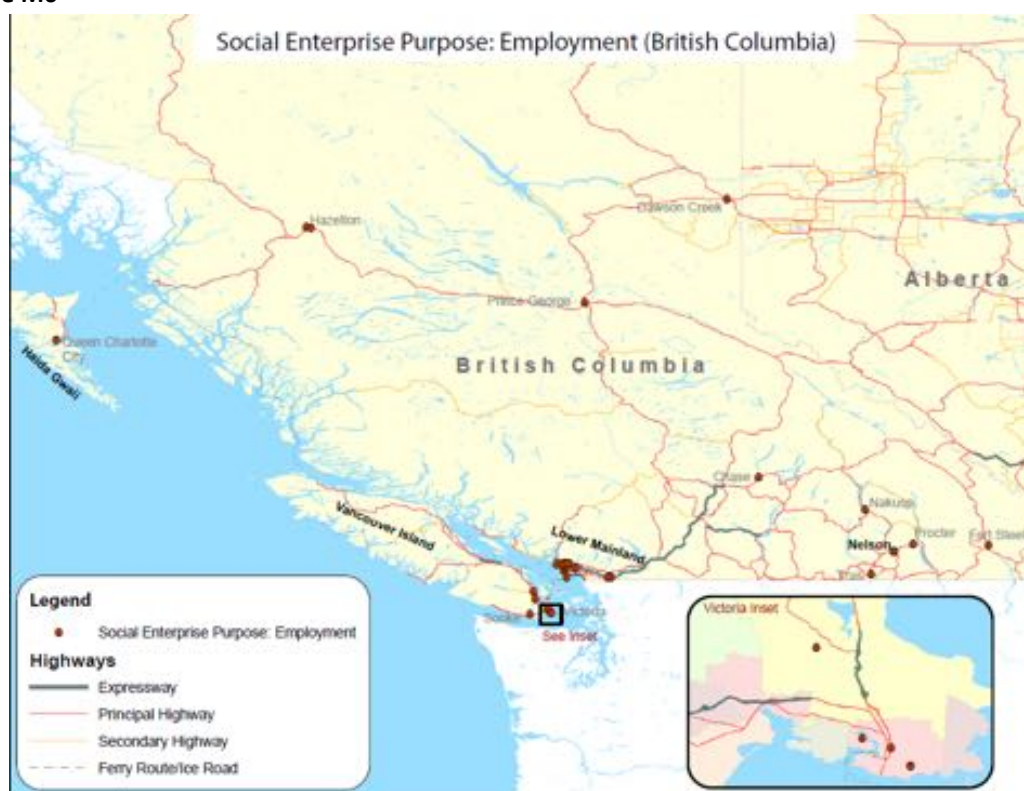 Social Enterprise Purpose: Employment (British Columbia)
Hazelton
Dawson Creek
Alberta
Prince George
Queen Charlotte
City
Haida Gwaii
British Columbia
Chase
Nakusp
Vancouver Island
Lower Mainland
Nelson
Procter
Fort Steele
Trail
Sooke
Victoria
See Inset
Legend
Social Enterprise Purpose: Employment
Highways
Expressway
Principal Highway
Secondary Highway
Ferry Route/Ice Road
Victoria Inset